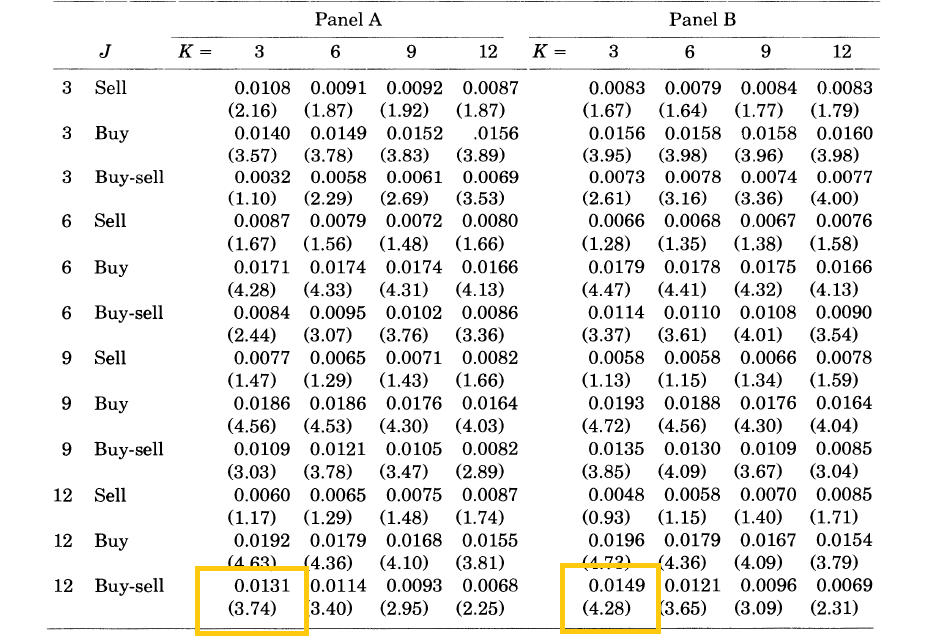 Panel A Panel B
J K = 3 6 9 12 K = 3 6 9 12
3 Sell 0.0108 0.0091 0.0092 0.0087 0.0083 0.0079 0.0084 0.0083
(2.16) (1.87) (1.92) (1.87) (1.67) (1.64) (1.77) (1.79)
3 Buy 0.0140 0.0149 0.0152 .0156 0.0156 0.0158 0.0158 0.0160
(3.57) (3.78) (3.83) (3.89) (3.95) (3.98) (3.96) (3.98)
3 Buy-sell 0.0032 0.0058 0.0061 0.0069 0.0073 0.0078 0.0074 0.0077
(1.10) (2.29) (2.69) (3.53) (2.61) (3.16) (3.36) (4.00)
6 Sell 0.0087 0.0079 0.0072 0.0080 0.0066 0.0068 0.0067 0.0076
(1.67) (1.56) (1.48) (1.66) (1.28) (1.35) (1.38) (1.58)
6 Buy 0.0171 0.0174 0.0174 0.0166 0.0179 0.0178 0.0175 0.0166
(4.28) (4.33) (4.31) (4.13) (4.47) (4.41) (4.32) (4.13)
6 Buy-sell 0.0084 0.0095 0.0102 0.0086 0.0114 0.0110 0.0108 0.0090
(2.44) (3.07) (3.76) (3.36) (3.37) (3.61) (4.01) (3.54)
9 Sell 0.0077 0.0065 0.0071 0.0082 0.0058 0.0058 0.0066 0.0078
(1.47) (1.29) (1.43) (1.66) (1.13) (1.15) (1.34) (1.59)
9 Buy 0.0186 0.0186 0.0176 0.0164 0.0193 0.0188 0.0176 0.0164
(4.56) (4.53) (4.30) (4.03) (4.72) (4.56) (4.30) (4.04)
9 Buy-sell 0.0109 0.0121 0.0105 0.0082 0.0135 0.0130 0.0109 0.0085
(3.03) (3.78) (3.47) (2.89) (3.85) (4.09) (3.67) (3.04)
12 Sell 0.0060 0.0065 0.0075 0.0087 0.0048 0.0058 0.0070 0.0085
(1.17) (1.29) (1.48) (1.74) (0.93) (1.15) (1.40) (1.71)
12 Buy 0.0192 0.0179 0.0168 0.0155 0.0196 0.0179 0.0167 0.0154
(4.63) (4.36) (4.10) (3.81) (4.36) (4.09) (3.79)
12 Buy-sell 0.0131 0.0114 0.0093 0.0068 0.0149 0.0121 0.0096 0.0069
(3.74) (3.40) (2.95) (2.25) (4.28) (3.65) (3.09) (2.31)